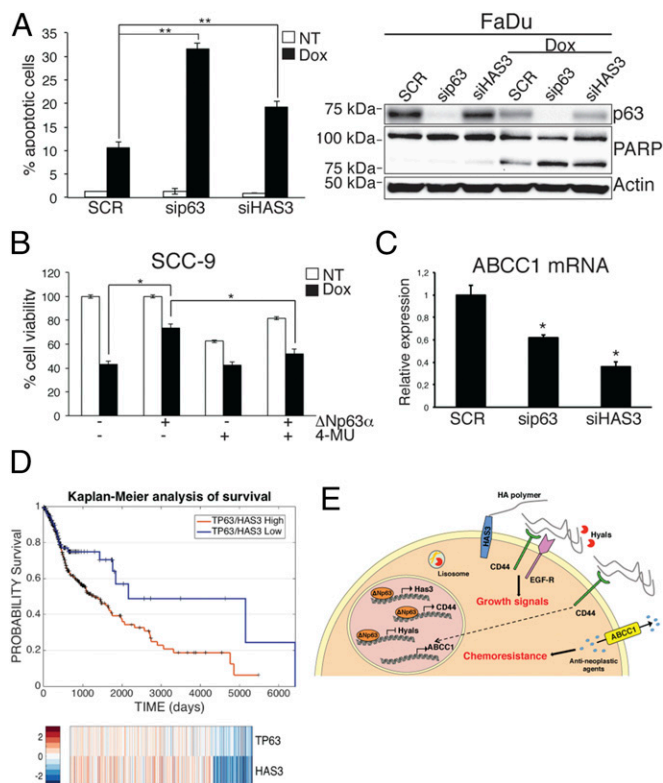 A
% apoptotic cells
35
30
25
20
15
10
5
0
**
**
NT
Dox
SCR
sip63
siHAS3
FaDu
Dox
SCR
sip63
siHAS3
SCR
sip63
siHAS3
75 kDa-
p63
100 kDa-
PARP
75 kDa-
50 kDa-
Actin
B
SCC-9
NT
Dox
% cell viability
120
100
80
60
40
20
0
*
*
- + - + ΔNp63α
- - + + 4-MU
C
ABCC1 mRNA
Relative expression
1,2
1
0,8
0,6
0,4
0,2
0
*
*
SCR
sip63
siHAS3
D
Kaplan-Meier analysis of survival
TP63/HAS3 High
TP63/HAS3 Low
PROBABILITY Survival
1
0.8
0.6
0.4
0.2
0
0 1000 2000 3000 4000 5000 6000
TIME (days)
2
0
-2
TP63
HAS3
E
HA polymer
HAS3
Hyals
CD44
EGF-R
Lisosome
Growth signals
CD44
ΔNp63
Has3
ΔNp63
CD44
ΔNp63
Hyals
ABCC1
ABCC1
Chemoresistance
Anti-neoplastic
agents